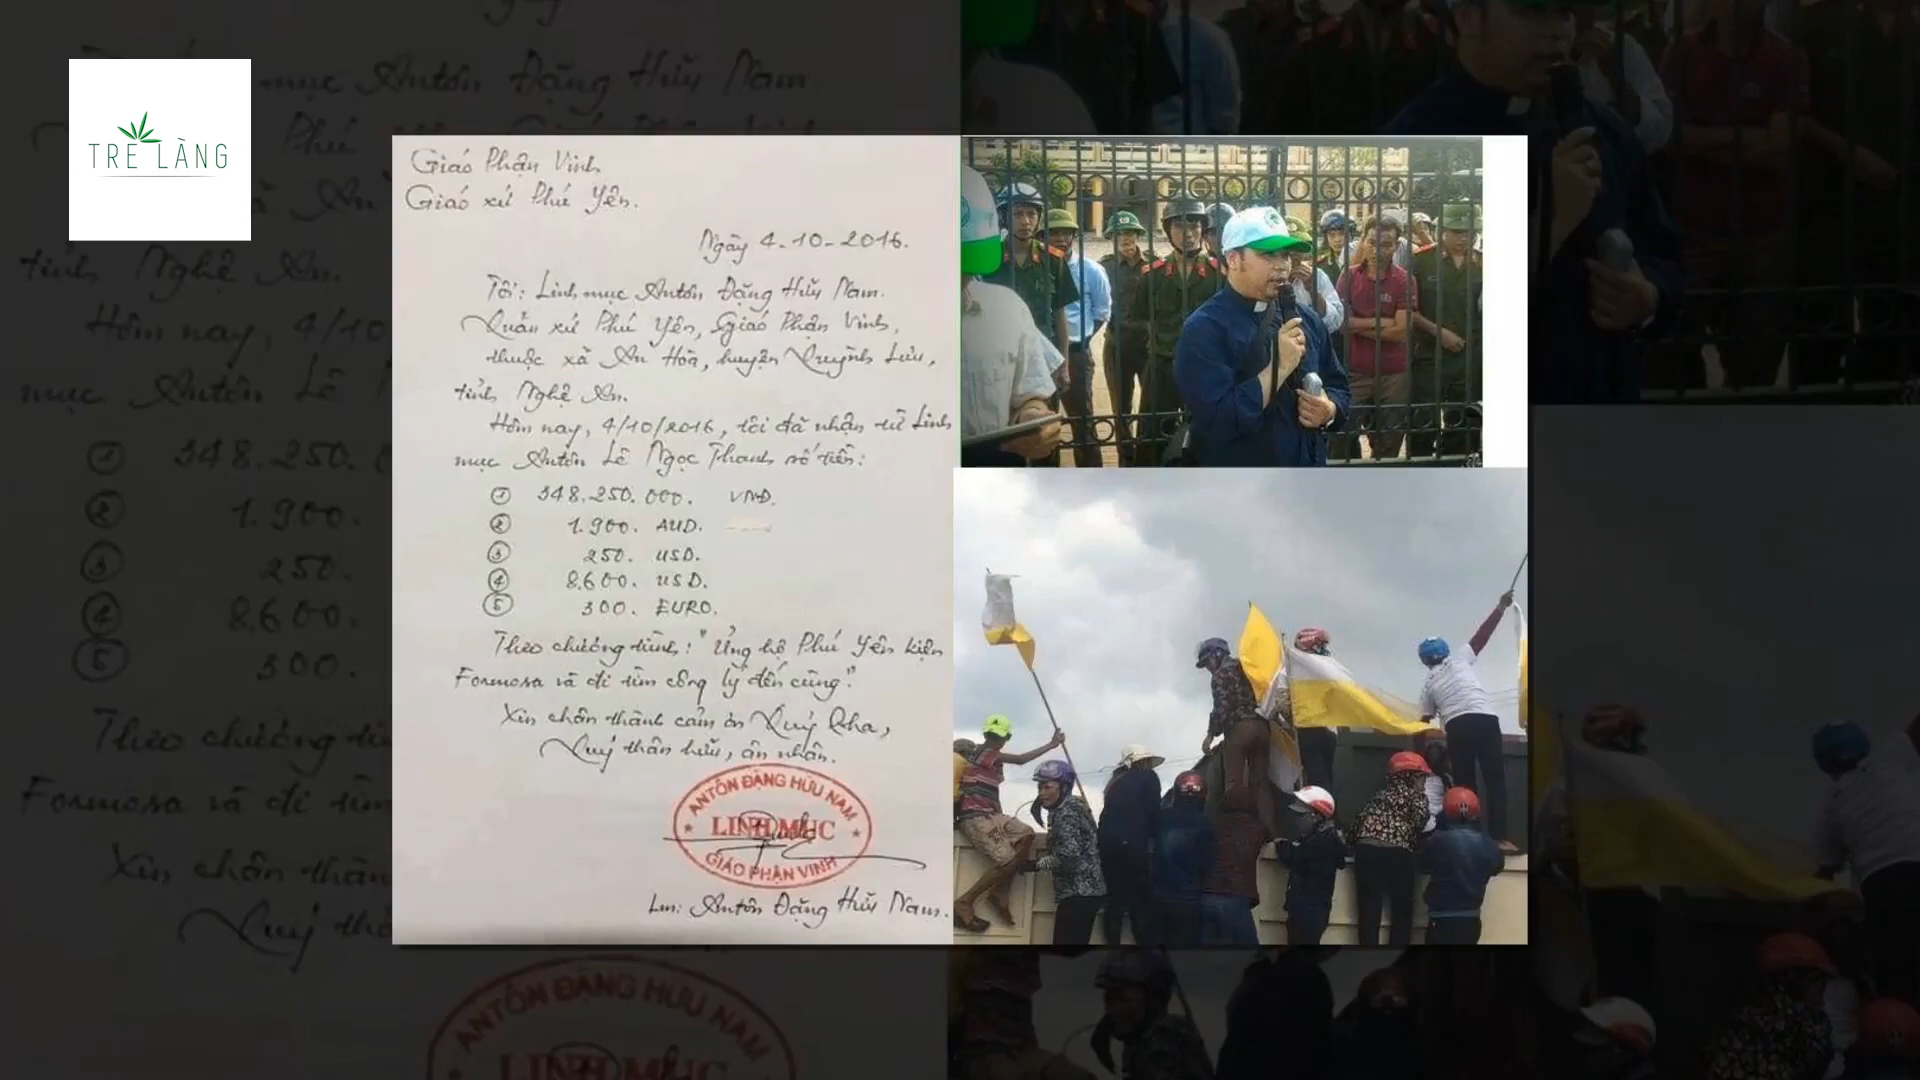 TRE LÀNG
Giáo Phận Vinh
Giáo xứ Phú Yên.
Ngày 4-10-2016.
Tôi: Linh mục Antôn Đặng Hữu Nam.
Quản xứ Phú Yên, Giáo Phận Vinh,
thuộc xã An Hòa, huyện Quỳnh Lưu,
tỉnh Nghệ An.
Hôm nay, 4/10/2016, tôi đã nhận từ Linh
mục Antôn Lê Ngọc Thanh số tiền:
① 348.250.000. VNĐ.
② 1.900. AUD.
③ 250. USD.
④ 8.600. USD.
⑤ 300. EURO.
Theo chương trình: "Ủng hộ Phú Yên kiện
Formosa và đi tìm công lý đến cùng".
Xin chân thành cảm ơn Quý Cha,
Quý thân hữu, ân nhân.
ANTÔN ĐẶNG HỮU NAM
LINH MỤC
GIÁO PHẬN VINH
Lm: Antôn Đặng Hữu Nam.